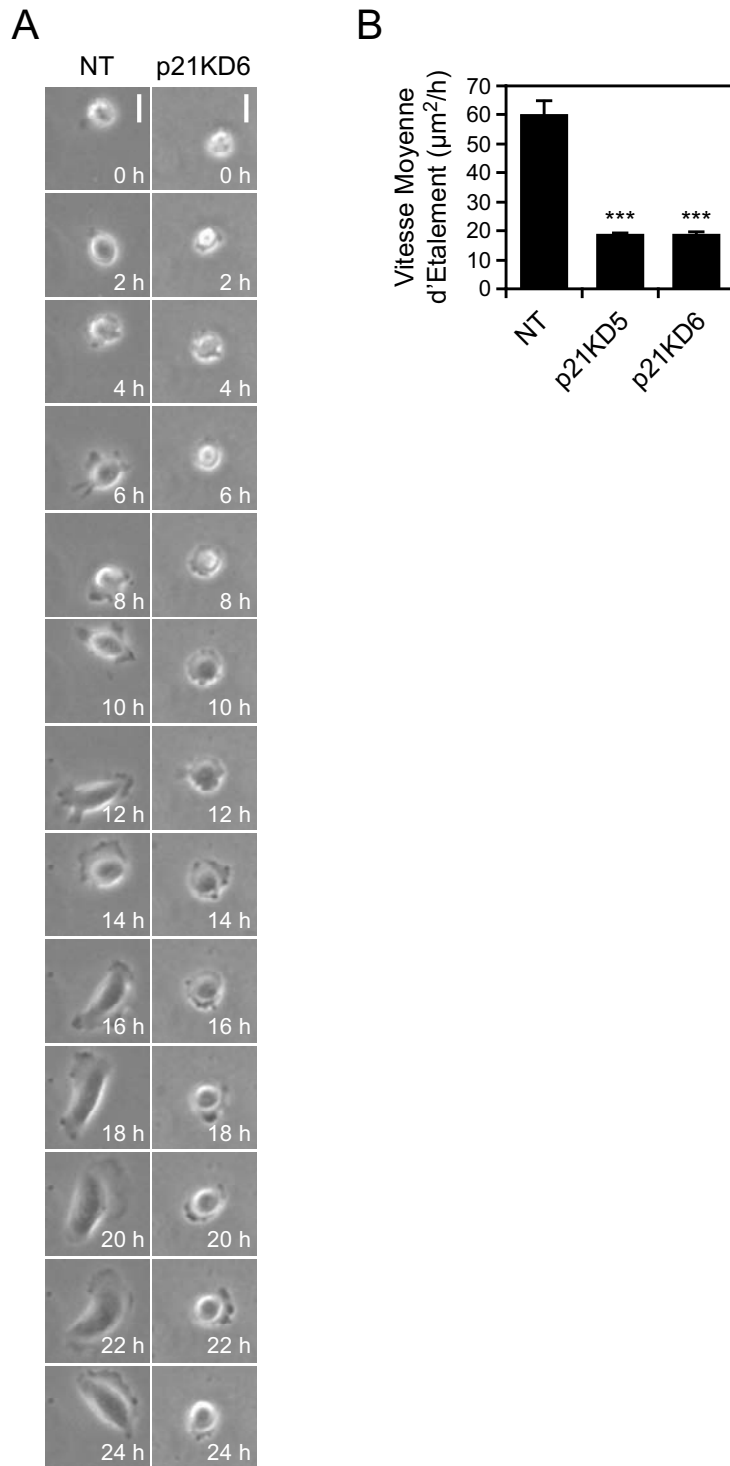 A
NT p21KD6
0 h 0 h
2 h 2 h
4 h 4 h
6 h 6 h
8 h 8 h
10 h 10 h
12 h 12 h
14 h 14 h
16 h 16 h
18 h 18 h
20 h 20 h
22 h 22 h
24 h 24 h
B
Vitesse Moyenne
d'Etalement (µm²/h)
70
60
50
40
30
20
10
0
*** ***
NT
p21KD5
p21KD6